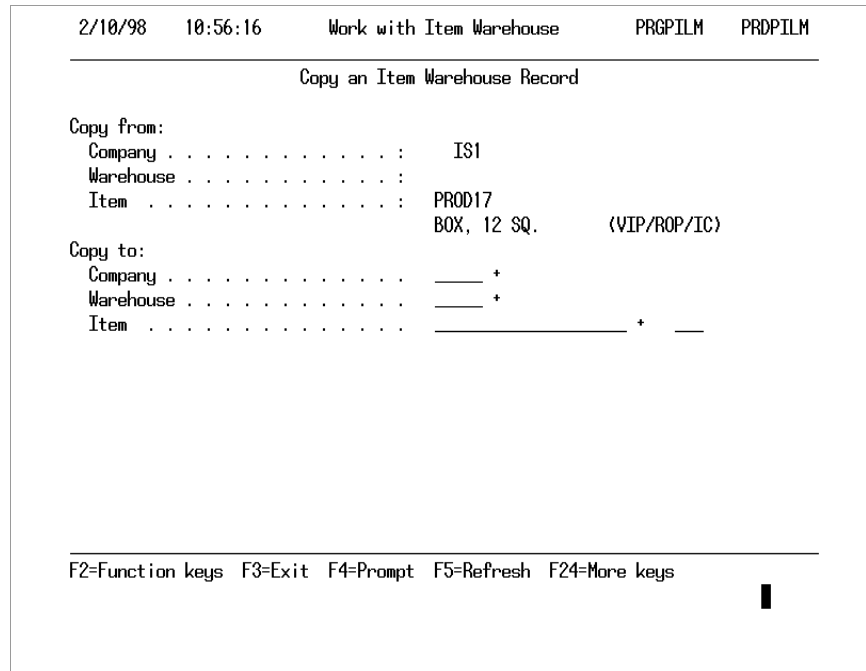 2/10/98 10:56:16 Work with Item Warehouse PRGPILM PRDPILM
Copy an Item Warehouse Record
Copy from:
Company . . . . . . . . . . . . . : IS1
Warehouse . . . . . . . . . . . . :
Item . . . . . . . . . . . . . . : PROD17
BOX, 12 SQ. (VIP/ROP/IC)
Copy to:
Company . . . . . . . . . . . . . _____ +
Warehouse . . . . . . . . . . . . _____ +
Item . . . . . . . . . . . . . . ____________________ + ___
F2=Function keys F3=Exit F4=Prompt F5=Refresh F24=More keys